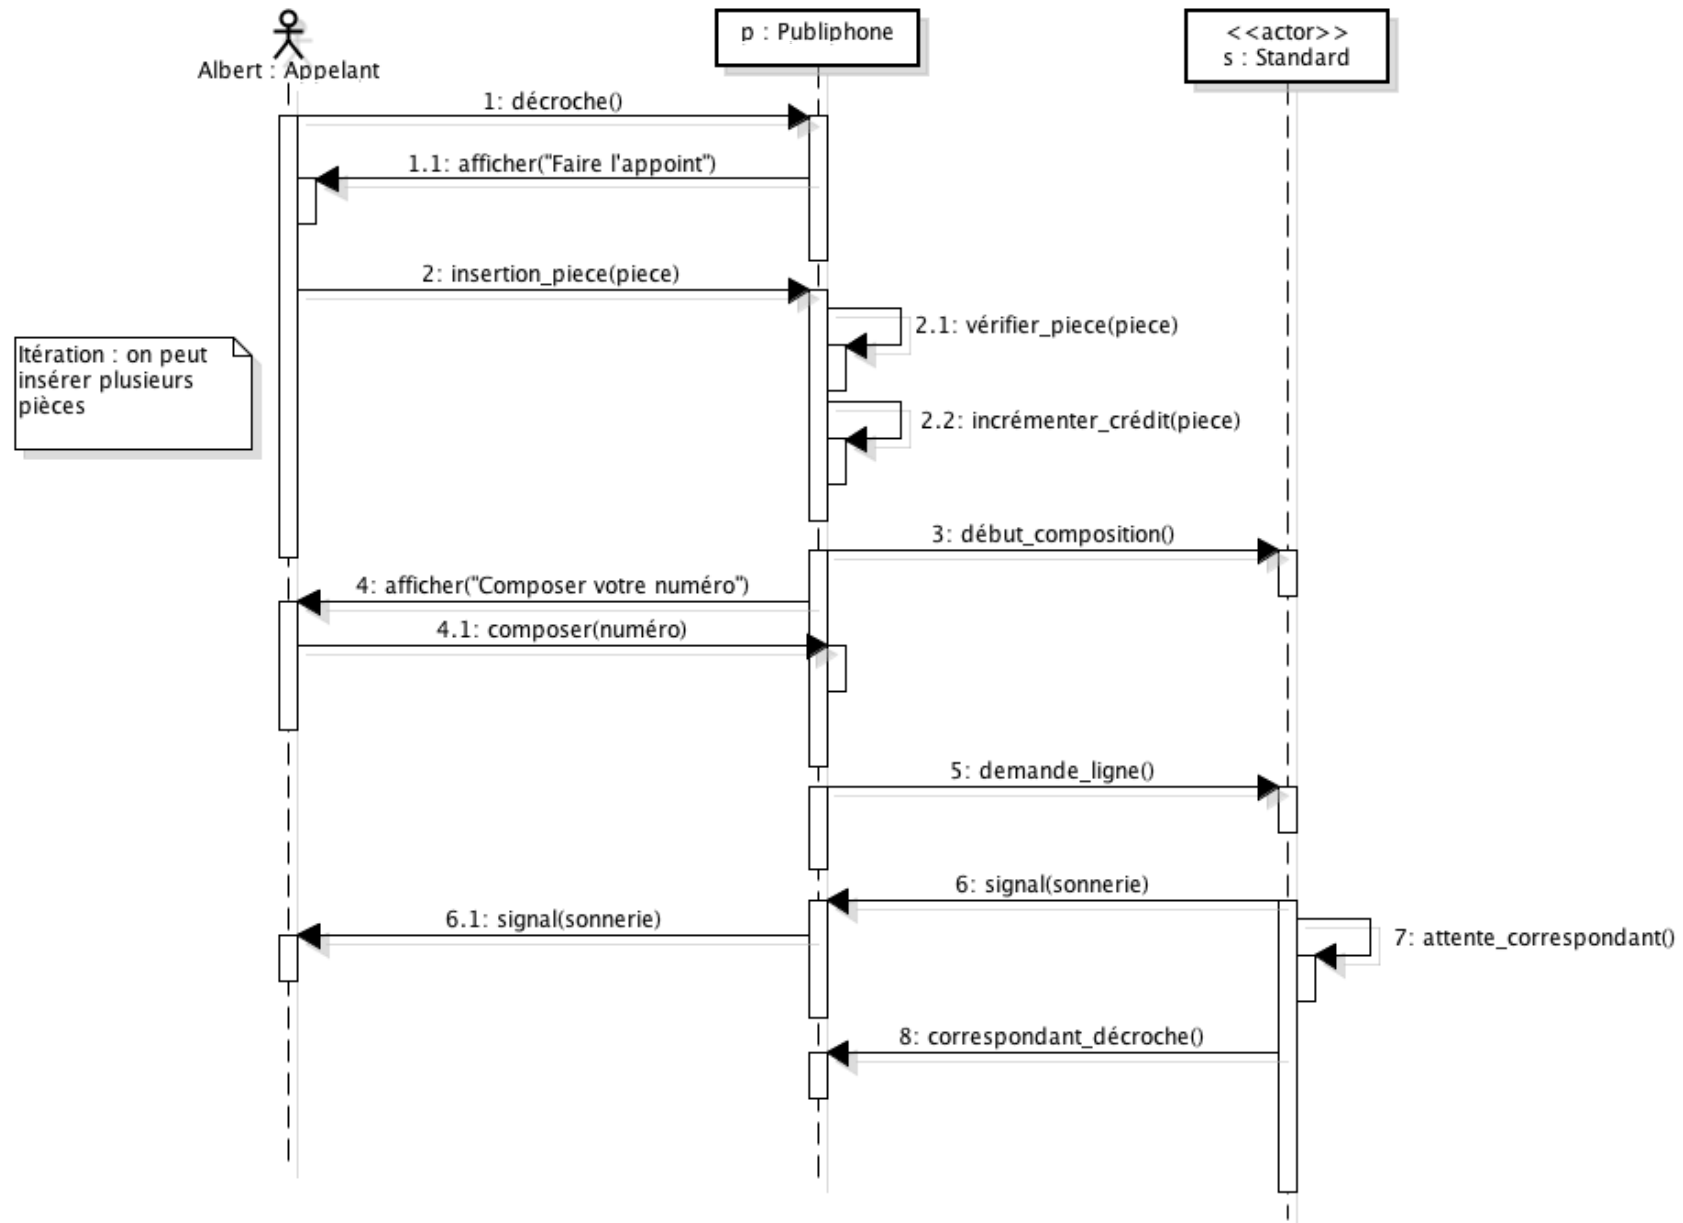 Albert : Appelant
p : Publiphone
<<actor>>
s : Standard
1: décroche()
1.1: afficher("Faire l'appoint")
2: insertion_piece(piece)
2.1: vérifier_piece(piece)
Itération : on peut
insérer plusieurs
pièces
2.2: incrémenter_crédit(piece)
3: début_composition()
4: afficher("Composer votre numéro")
4.1: composer(numéro)
5: demande_ligne()
6: signal(sonnerie)
6.1: signal(sonnerie)
7: attente_correspondant()
8: correspondant_décroche()